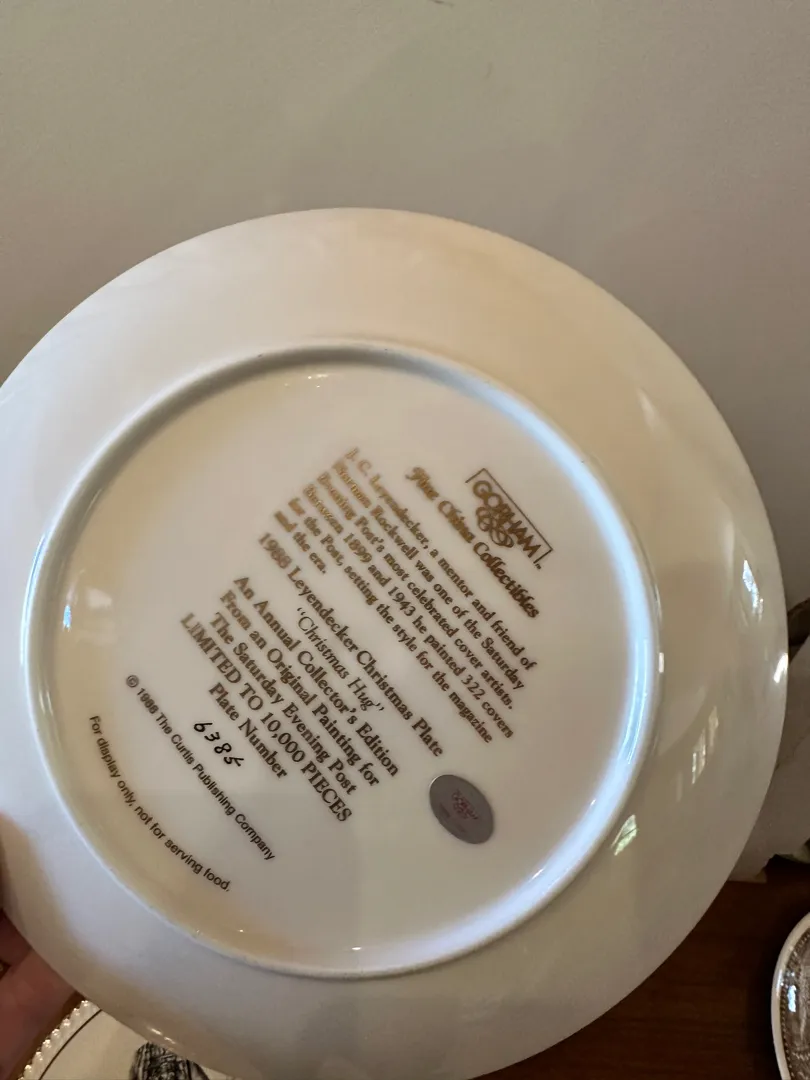 GORHAM
™
Fine China Collectibles
J. C. Leyendecker, a mentor and friend of
Norman Rockwell was one of the Saturday
Evening Post's most celebrated cover artists.
Between 1899 and 1943 he painted 322 covers
for the Post, setting the style for the magazine
and the era.
1988 Leyendecker Christmas Plate
"Christmas Hug"
An Annual Collector's Edition
From an Original Painting for
The Saturday Evening Post
LIMITED TO 10,000 PIECES
Plate Number
6385
© 1988 The Curtis Publishing Company
For display only, not for serving food.